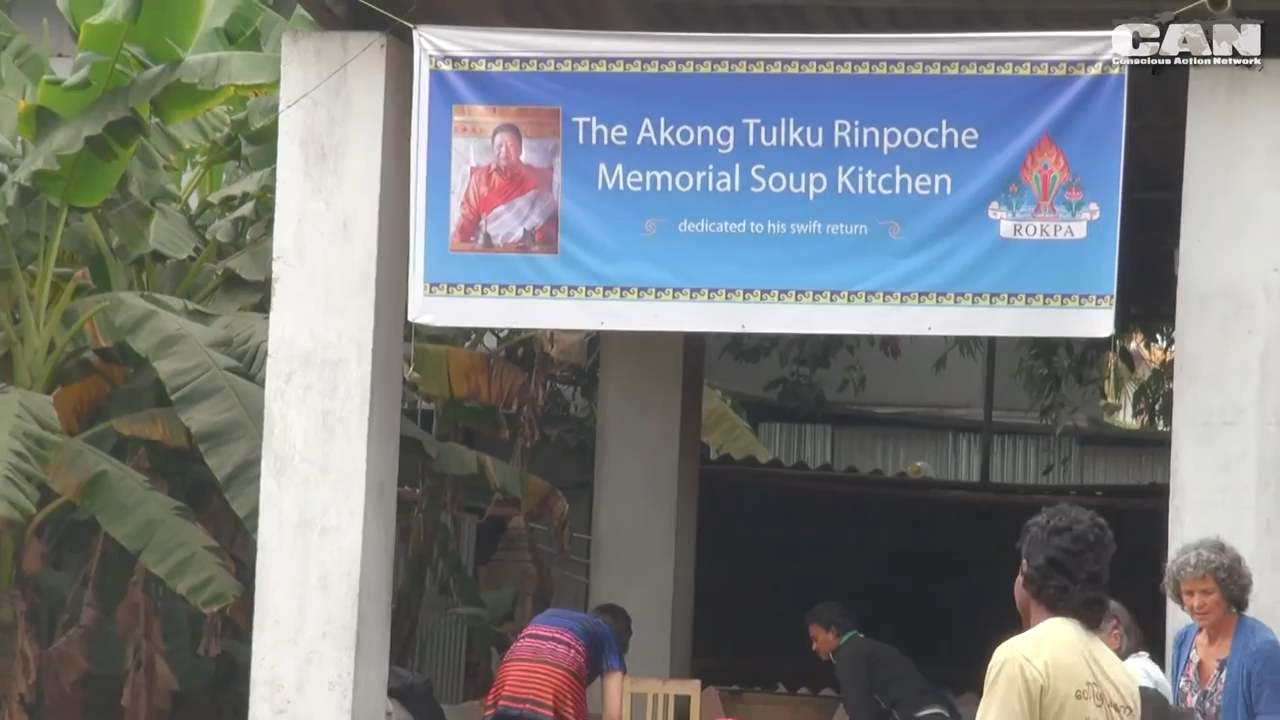 CAN
Conscious Action Network
The Akong Tulku Rinpoche
Memorial Soup Kitchen
dedicated to his swift return
ROKPA